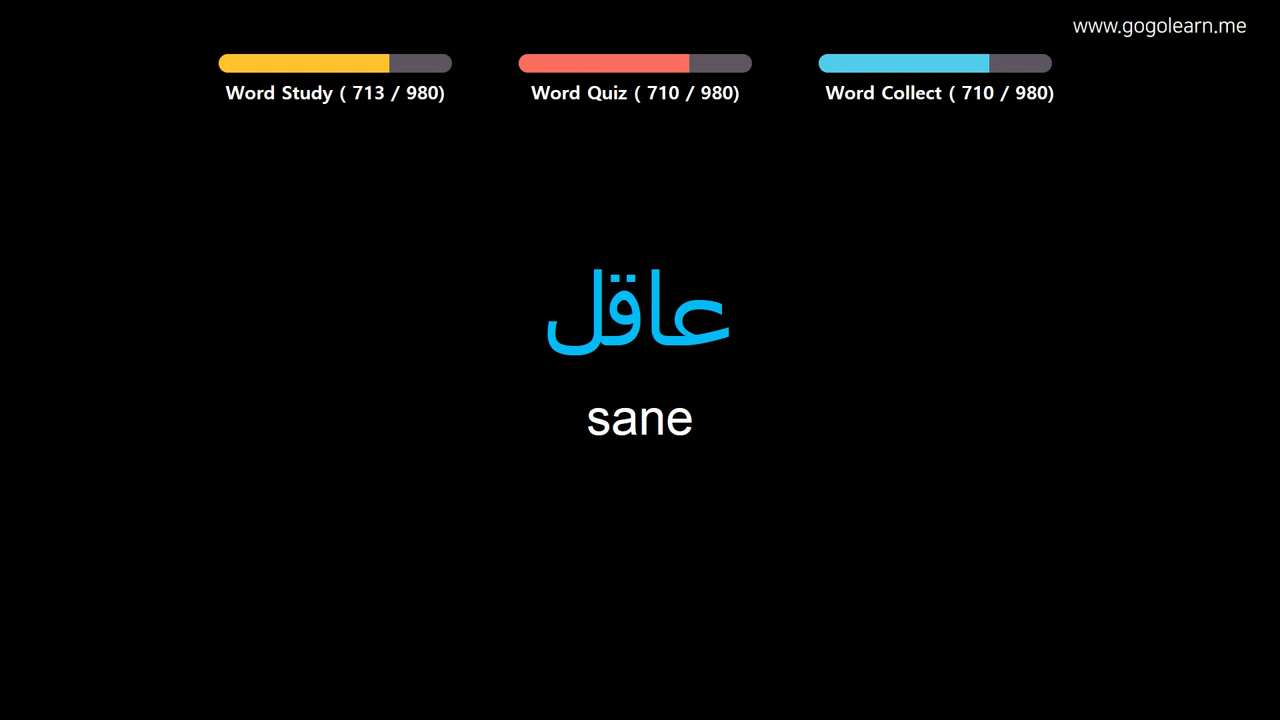 www.gogolearn.me
Word Study ( 713 / 980)
Word Quiz ( 710 / 980)
Word Collect ( 710 / 980)
عاقل
sane